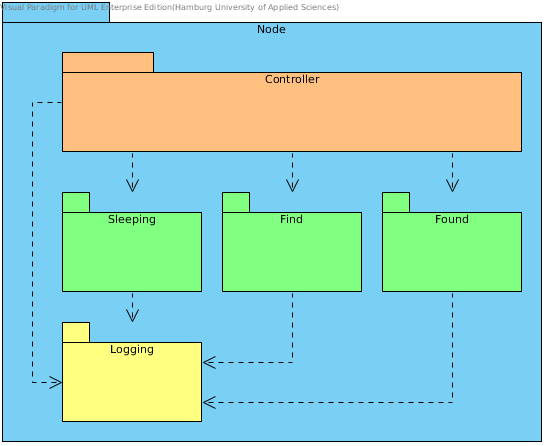 Visual Paradigm for UML Enterprise Edition(Hamburg University of Applied Sciences)
Node
Controller
Sleeping
Find
Found
Logging